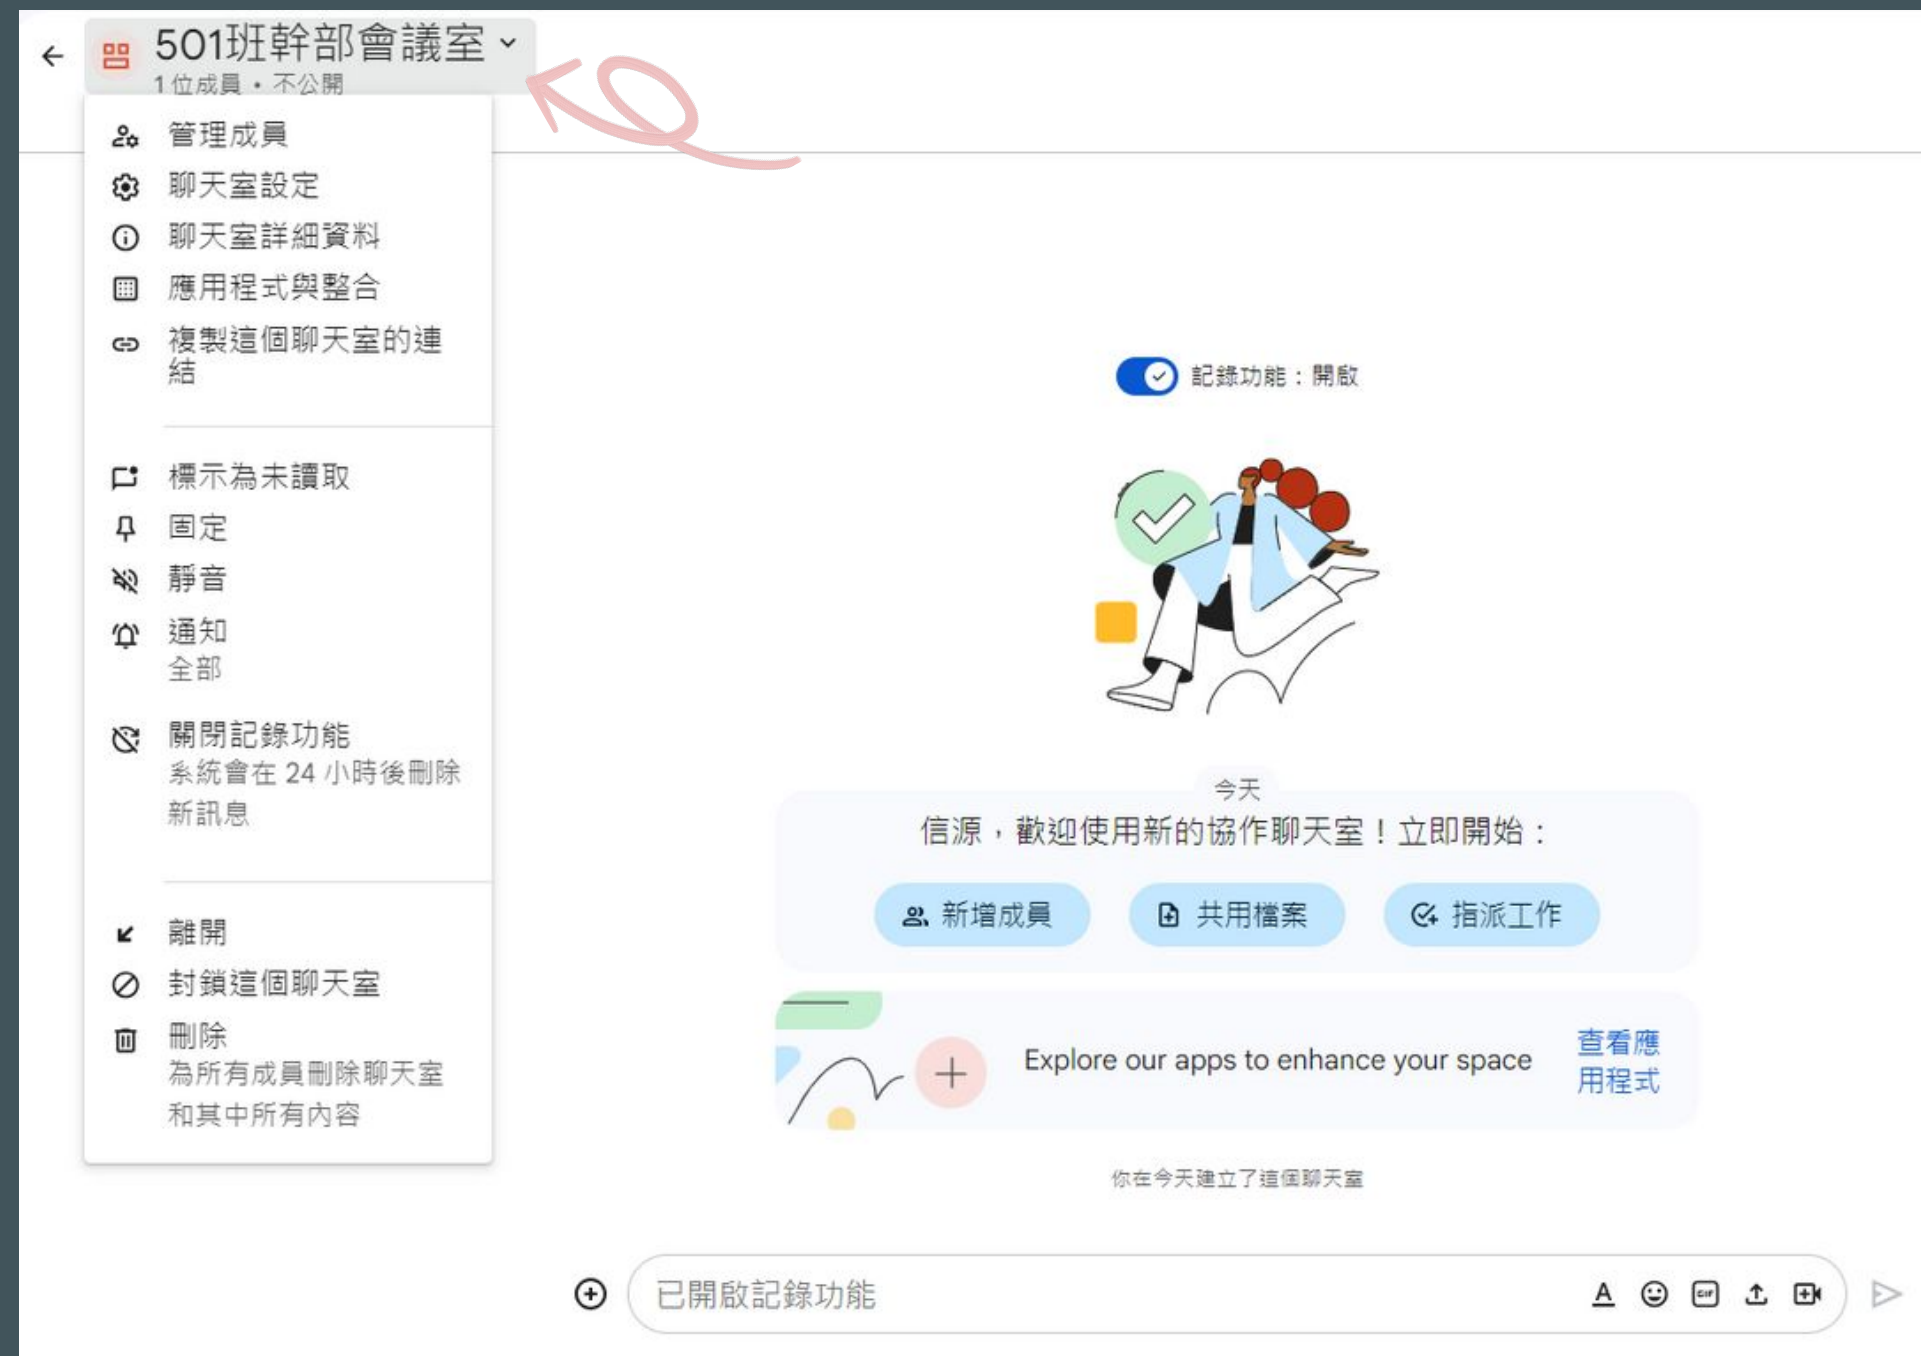 501班幹部會議室
1 位成員 • 不公開
管理成員
聊天室設定
聊天室詳細資料
應用程式與整合
複製這個聊天室的連
結
標示為未讀取
固定
靜音
通知
全部
關閉記錄功能
系統會在 24 小時後刪除
新訊息
離開
封鎖這個聊天室
刪除
為所有成員刪除聊天室
和其中所有內容
記錄功能：開啟
今天
信源，歡迎使用新的協作聊天室！立即開始：
新增成員
共用檔案
指派工作
Explore our apps to enhance your space
查看應
用程式
你在今天建立了這個聊天室
已開啟記錄功能
A
GIF